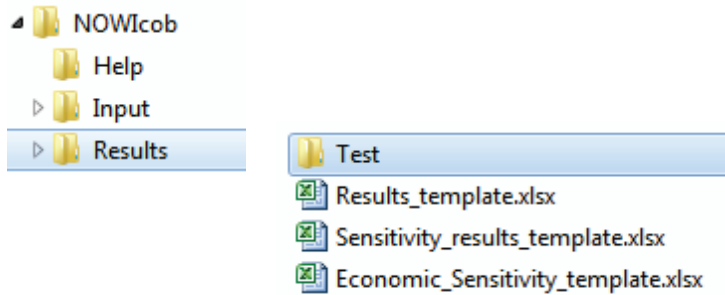 NOWIcob
Help
Input
Results
Test
Results_template.xlsx
Sensitivity_results_template.xlsx
Economic_Sensitivity_template.xlsx